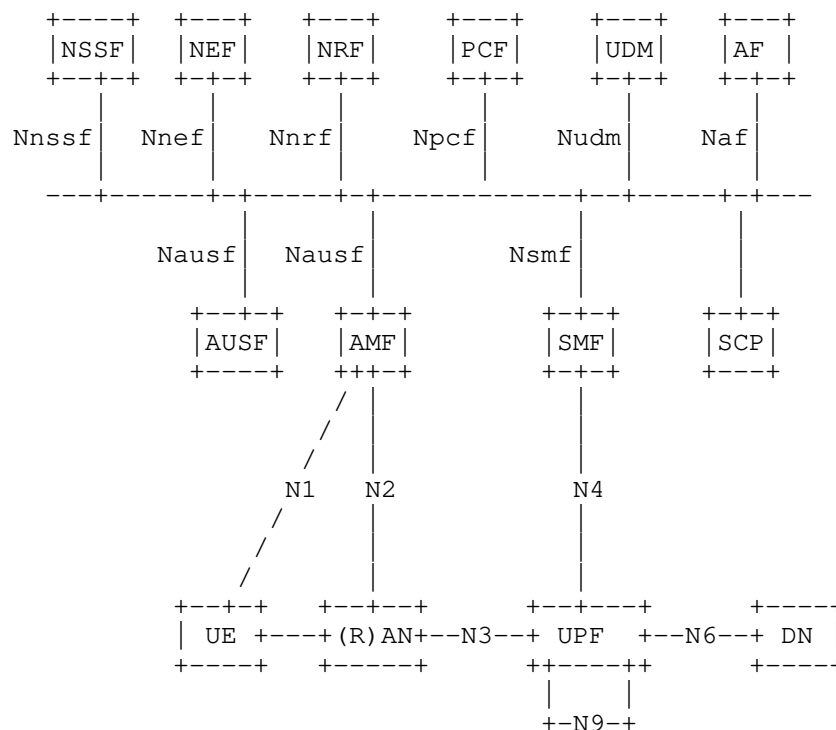 NSSF NEF NRF PCF UDM AF
Nnssf Nnef Nnrf Npcf Nudm Naf
Nausf Nausf Nsmf
AUSF AMF SMF SCP
N1 N2 N4
UE (R)AN N3 UPF N6 DN
N9